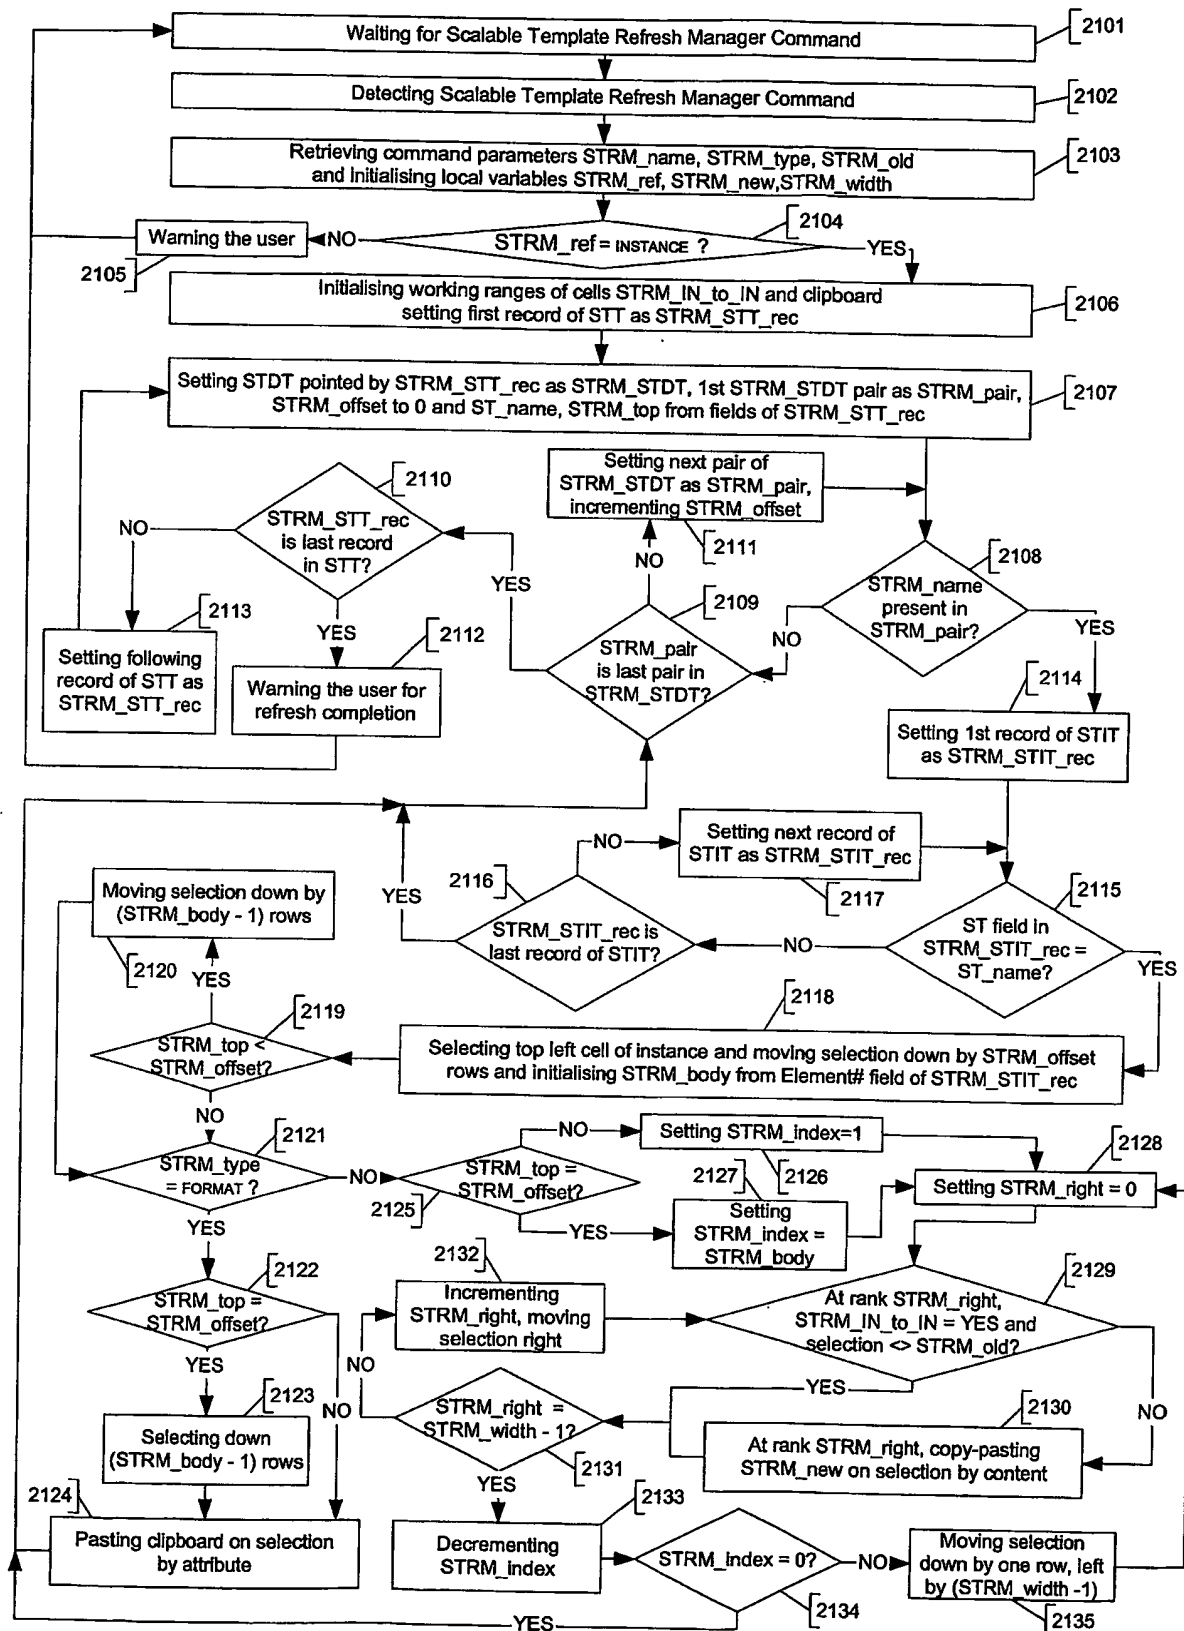 Waiting for Scalable Template Refresh Manager Command
2101
Detecting Scalable Template Refresh Manager Command
2102
Retrieving command parameters STRM_name, STRM_type, STRM_old
and initialising local variables STRM_ref, STRM_new,STRM_width
2103
2104
Warning the user
NO
STRM_ref = INSTANCE ?
YES
2105
Initialising working ranges of cells STRM_IN_to_IN and clipboard
setting first record of STT as STRM_STT_rec
2106
Setting STDT pointed by STRM_STT_rec as STRM_STDT, 1st STRM_STDT pair as STRM_pair,
STRM_offset to 0 and ST_name, STRM_top from fields of STRM_STT_rec
2107
Setting next pair of
STRM_STDT as STRM_pair,
incrementing STRM_offset
2110
STRM_STT_rec
is last record
in STT?
NO
2111
NO
YES
2108
STRM_name
present in
STRM_pair?
2113
2109
YES
2112
STRM_pair
is last pair in
STRM_STDT?
NO
YES
Setting following
record of STT as
STRM_STT_rec
Warning the user for
refresh completion
2114
Setting 1st record of STIT
as STRM_STIT_rec
NO
Setting next record of
STIT as STRM_STIT_rec
2117
Moving selection down by
(STRM_body - 1) rows
YES
2116
2115
STRM_STIT_rec is
last record of STIT?
NO
ST field in
STRM_STIT_rec =
ST_name?
YES
2120
YES
2118
2119
STRM_top <
STRM_offset?
Selecting top left cell of instance and moving selection down by STRM_offset
rows and initialising STRM_body from Element# field of STRM_STIT_rec
NO
2121
NO
Setting STRM_index=1
2128
STRM_type
= FORMAT ?
NO
STRM_top =
STRM_offset?
2125
2127
2126
Setting STRM_right = 0
YES
YES
Setting
STRM_index =
STRM_body
2132
2122
STRM_top =
STRM_offset?
Incrementing
STRM_right, moving
selection right
2129
At rank STRM_right,
STRM_IN_to_IN = YES and
selection <> STRM_old?
YES
NO
YES
2123
NO
STRM_right =
STRM_width - 1?
2130
NO
Selecting down
(STRM_body - 1) rows
2131
At rank STRM_right, copy-pasting
STRM_new on selection by content
2124
YES
2133
Pasting clipboard on selection
by attribute
Decrementing
STRM_index
STRM_index = 0?
NO
Moving selection
down by one row, left
by (STRM_width -1)
2134
2135
YES